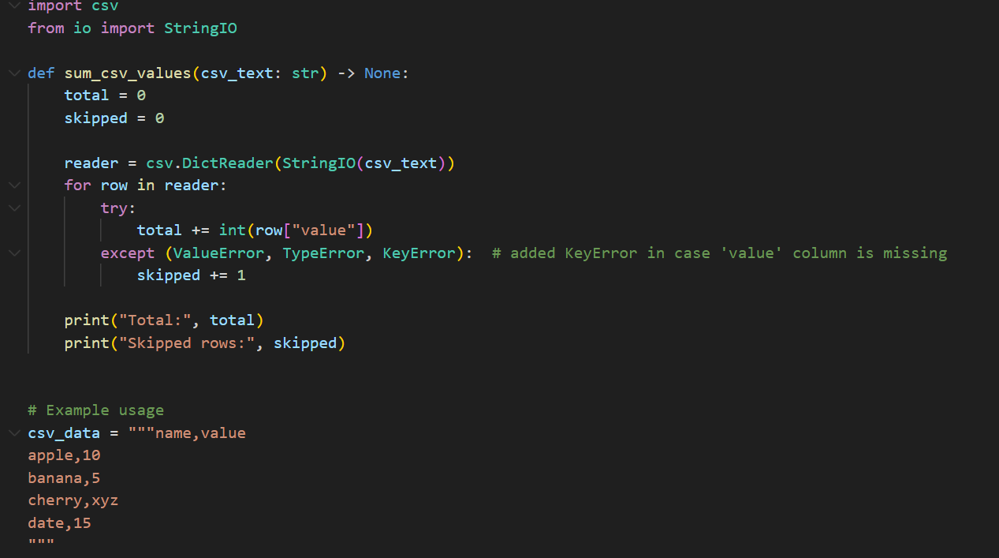 import csv
from io import StringIO
def sum_csv_values(csv_text: str) -> None:
    total = 0
    skipped = 0
    reader = csv.DictReader(StringIO(csv_text))
    for row in reader:
        try:
            total += int(row["value"])
        except (ValueError, TypeError, KeyError):  # added KeyError in case 'value' column is missing
            skipped += 1
    print("Total:", total)
    print("Skipped rows:", skipped)
# Example usage
csv_data = """name,value
apple,10
banana,5
cherry,xyz
date,15
"""